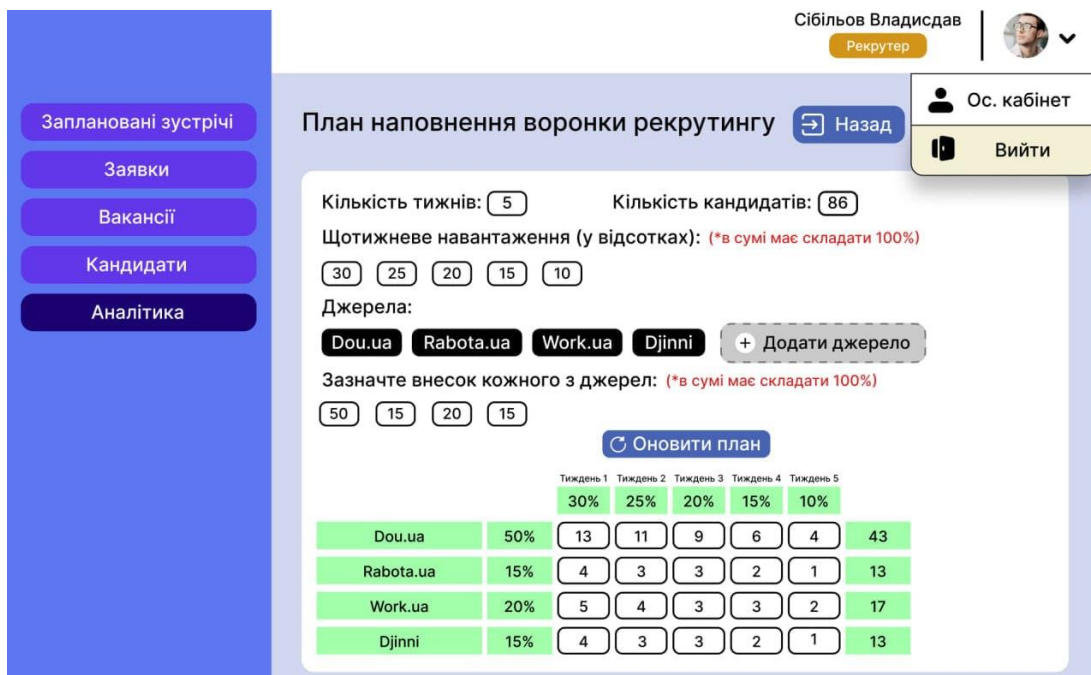 Сібільов Владисдав
Рекрутер
Ос. кабінет
Вийти
Заплановані зустрічі
Заявки
Вакансії
Кандидати
Аналітика
План наповнення воронки рекрутингу
Назад
Кількість тижнів: 5 Кількість кандидатів: 86
Щотижневе навантаження (у відсотках): (*в сумі має складати 100%)
30 25 20 15 10
Джерела:
Dou.ua Rabota.ua Work.ua Djinni + Додати джерело
Зазначте внесок кожного з джерел: (*в сумі має складати 100%)
50 15 20 15
Оновити план
Тиждень 1 Тиждень 2 Тиждень 3 Тиждень 4 Тиждень 5
30% 25% 20% 15% 10%
Dou.ua 50% 13 11 9 6 4 43
Rabota.ua 15% 4 3 3 2 1 13
Work.ua 20% 5 4 3 3 2 17
Djinni 15% 4 3 3 2 1 13